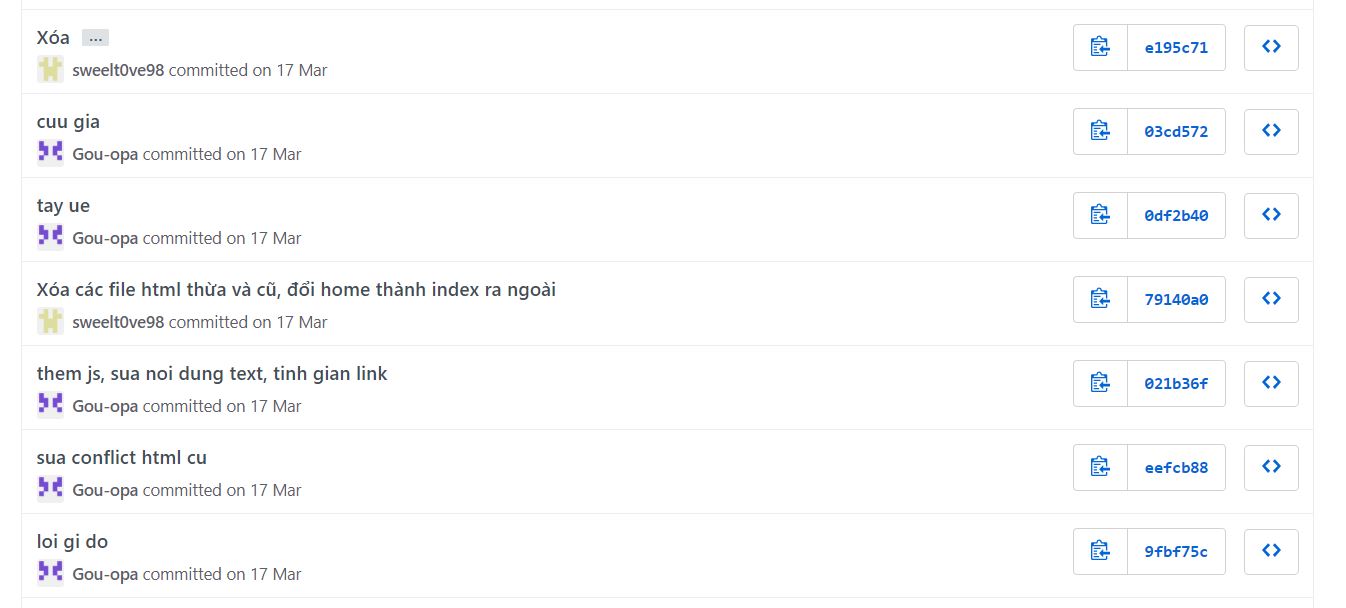 Xóa ...
e195c71
sweelt0ve98 committed on 17 Mar
cuu gia
03cd572
Gou-opa committed on 17 Mar
tay ue
0df2b40
Gou-opa committed on 17 Mar
Xóa các file html thừa và cũ, đổi home thành index ra ngoài
79140a0
sweelt0ve98 committed on 17 Mar
them js, sua noi dung text, tinh gian link
021b36f
Gou-opa committed on 17 Mar
sua conflict html cu
eefcb88
Gou-opa committed on 17 Mar
loi gi do
9fbf75c
Gou-opa committed on 17 Mar